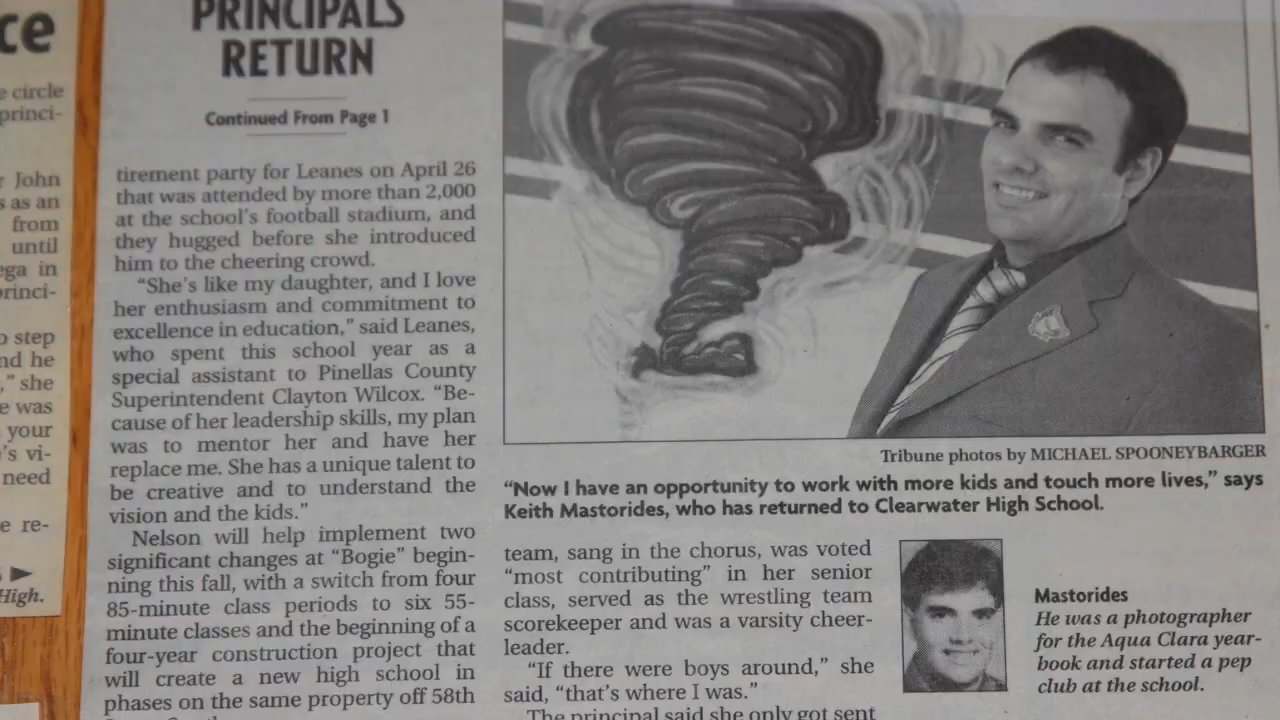 ce
e circle
princi-
r John
s as an
from
until
ega in
princi-
o step
nd he
," she
e was
your
's vi-
need
e re-
High.
PRINCIPALS
RETURN
Continued From Page 1
tirement party for Leanes on April 26
that was attended by more than 2,000
at the school's football stadium, and
they hugged before she introduced
him to the cheering crowd.
"She's like my daughter, and I love
her enthusiasm and commitment to
excellence in education," said Leanes,
who spent this school year as a
special assistant to Pinellas County
Superintendent Clayton Wilcox. "Be-
cause of her leadership skills, my plan
was to mentor her and have her
replace me. She has a unique talent to
be creative and to understand the
vision and the kids."
Nelson will help implement two
significant changes at "Bogie" begin-
ning this fall, with a switch from four
85-minute class periods to six 55-
minute classes and the beginning of a
four-year construction project that
will create a new high school in
phases on the same property off 58th
Tribune photos by MICHAEL SPOONEYBARGER
"Now I have an opportunity to work with more kids and touch more lives," says
Keith Mastorides, who has returned to Clearwater High School.
team, sang in the chorus, was voted
"most contributing" in her senior
class, served as the wrestling team
scorekeeper and was a varsity cheer-
leader.
"If there were boys around," she
said, "that's where I was."
The principal said she only got sent
Mastorides
He was a photographer
for the Aqua Clara year-
book and started a pep
club at the school.